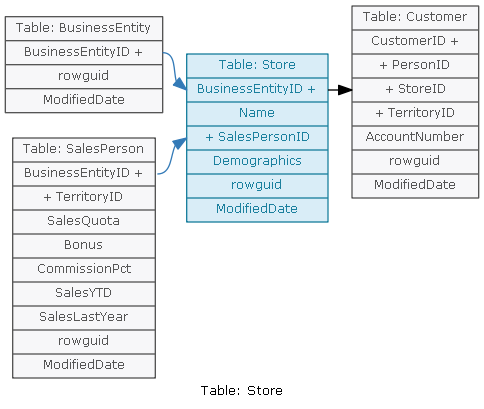 Table: BusinessEntity
BusinessEntityID +
rowguid
ModifiedDate
Table: SalesPerson
BusinessEntityID +
+ TerritoryID
SalesQuota
Bonus
CommissionPct
SalesYTD
SalesLastYear
rowguid
ModifiedDate
Table: Store
BusinessEntityID +
Name
+ SalesPersonID
Demographics
rowguid
ModifiedDate
Table: Customer
CustomerID +
+ PersonID
+ StoreID
+ TerritoryID
AccountNumber
rowguid
ModifiedDate
Table: Store